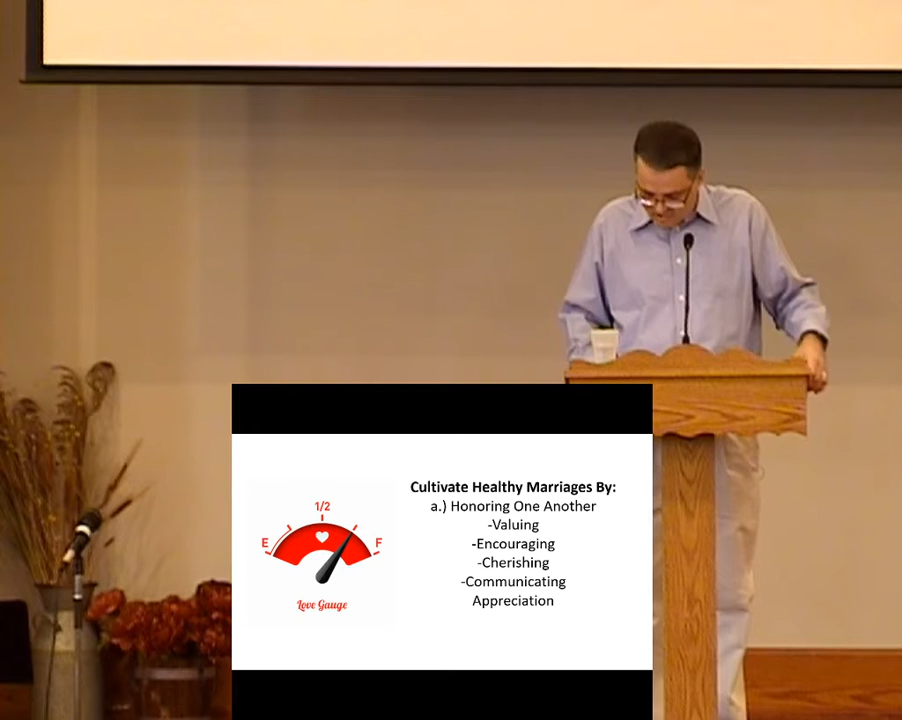 1/2
E
F
Love Gauge
Cultivate Healthy Marriages By:
a.) Honoring One Another
-Valuing
-Encouraging
-Cherishing
-Communicating
Appreciation